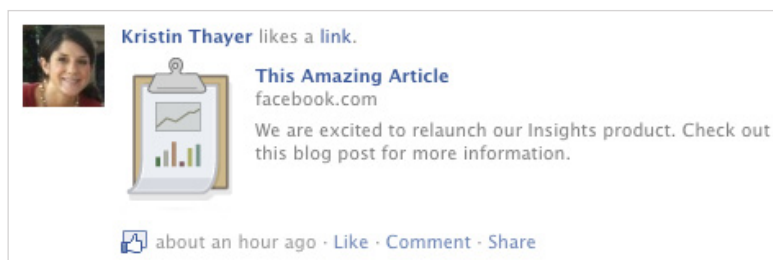 Kristin Thayer likes a link.
This Amazing Article
facebook.com
We are excited to relaunch our Insights product. Check out
this blog post for more information.
about an hour ago · Like · Comment · Share